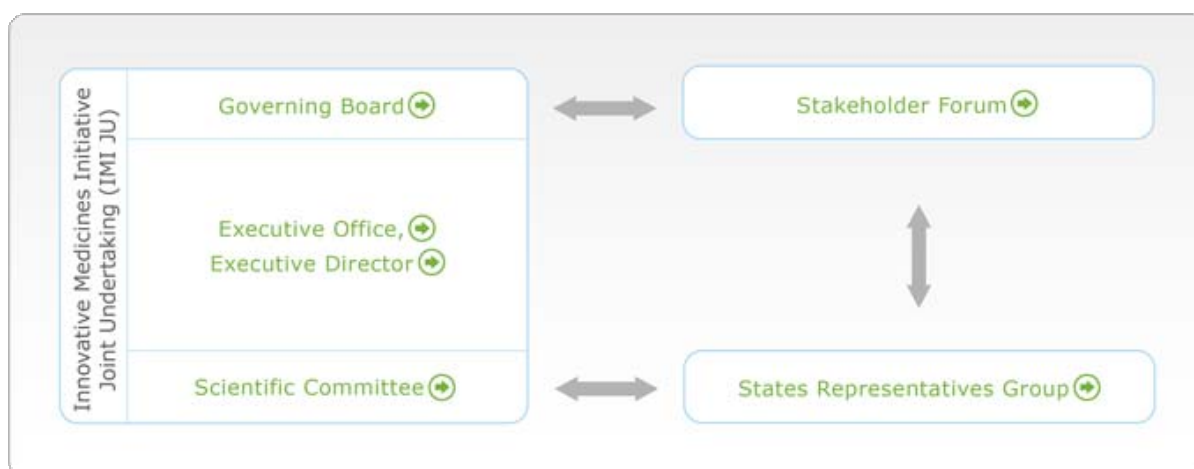 Innovative Medicines Initiative
Joint Undertaking (IMI JU)
Governing Board
Executive Office,
Executive Director
Scientific Committee
Stakeholder Forum
States Representatives Group